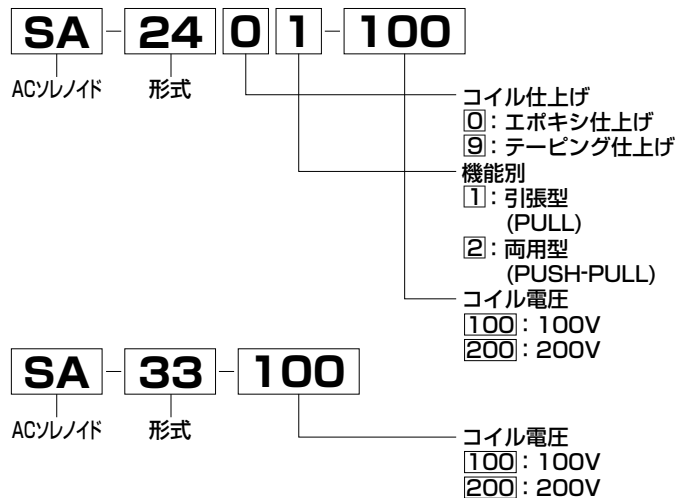 SA-2401-100
ACソレノイド 形式
コイル仕上げ
0：エポキシ仕上げ
9：テーピング仕上げ
機能別
1：引張型
(PULL)
2：両用型
(PUSH-PULL)
コイル電圧
100：100V
200：200V
SA-33-100
ACソレノイド 形式
コイル電圧
100：100V
200：200V